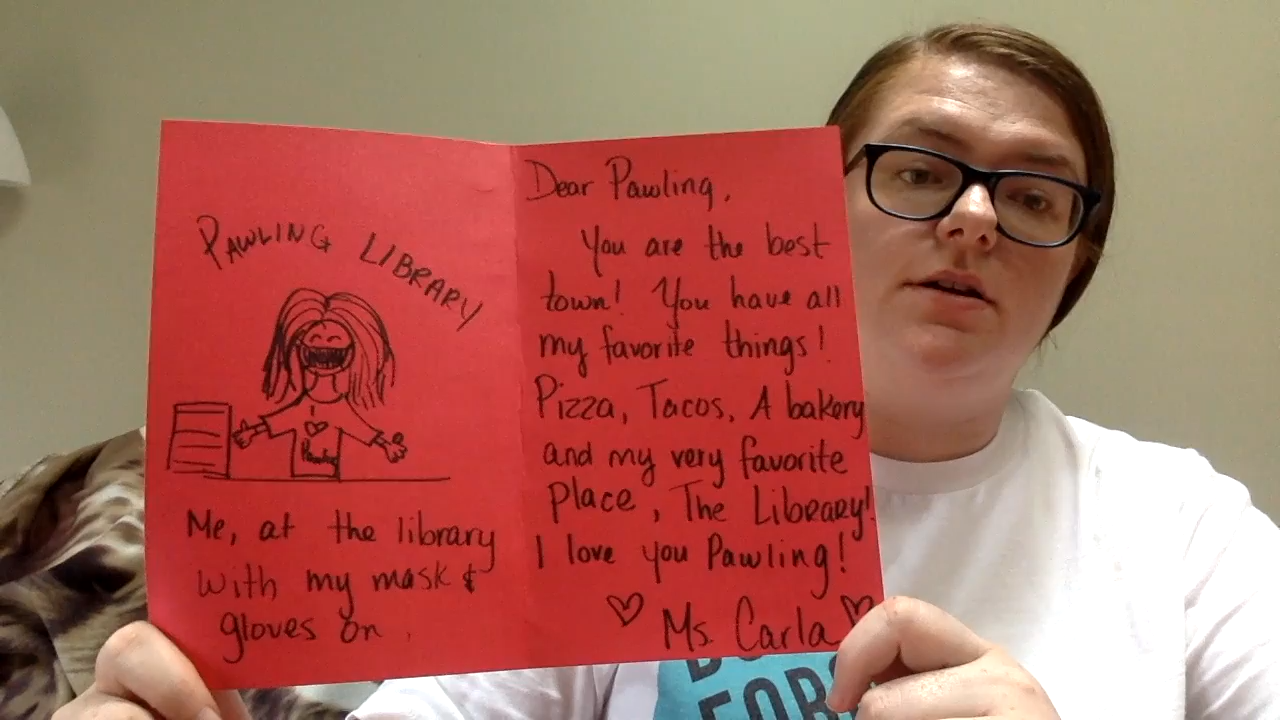 PAWLING LIBRARY
Pawling
Me, at the library
with my mask &
gloves on.
Dear Pawling,
You are the best
town! You have all
my favorite things!
Pizza, Tacos, A bakery
and my very favorite
Place, The Library!
I love you Pawling!
Ms. Carla